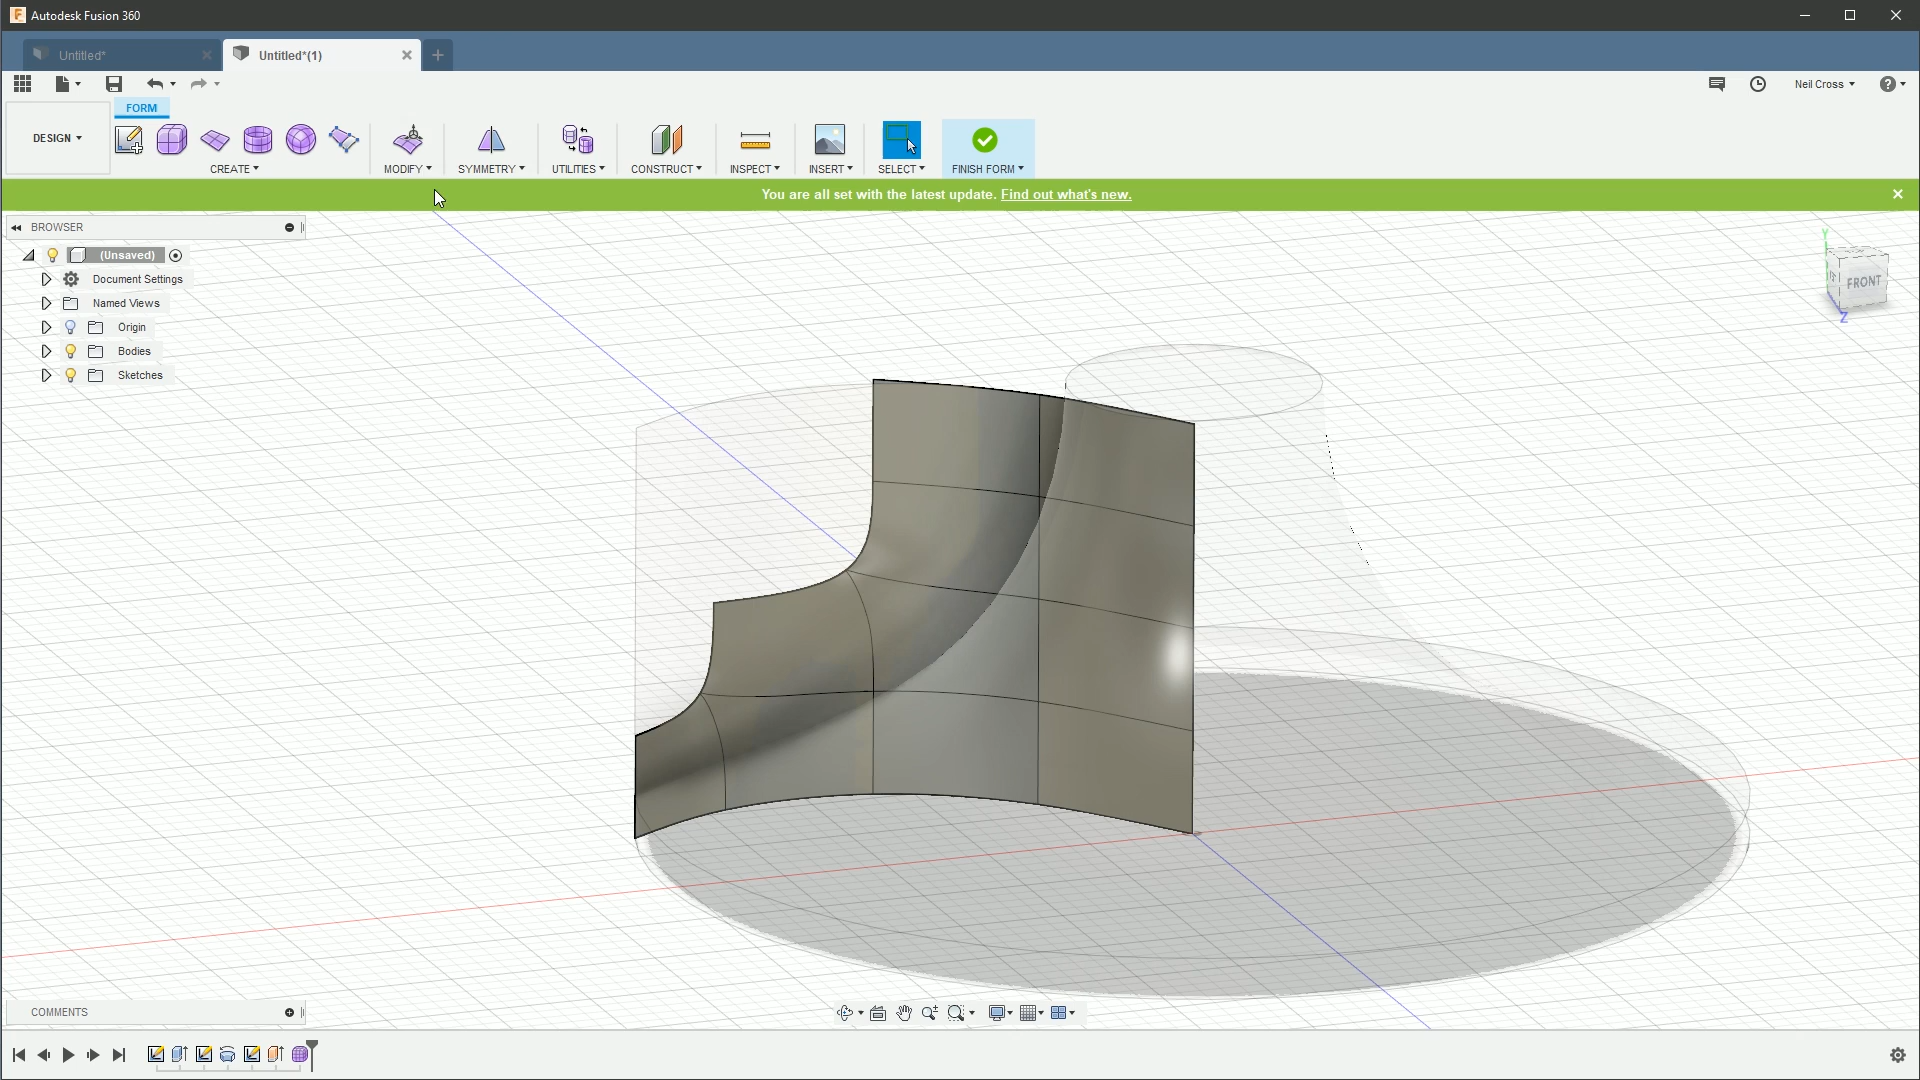 Autodesk Fusion 360
Untitled*
Untitled*(1)
Neil Cross
FORM
DESIGN
CREATE
MODIFY
SYMMETRY
UTILITIES
CONSTRUCT
INSPECT
INSERT
SELECT
FINISH FORM
You are all set with the latest update. Find out what's new.
BROWSER
(Unsaved)
Document Settings
Named Views
Origin
Bodies
Sketches
Y
FRONT
Z
COMMENTS